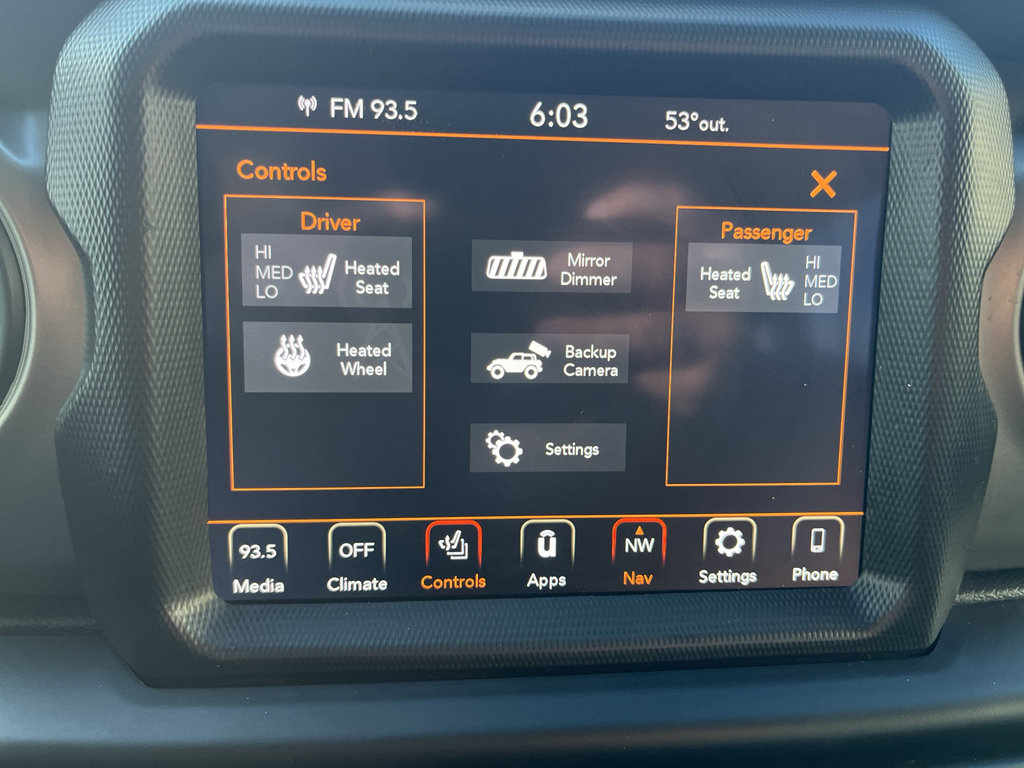 FM 93.5
6:03
53°out.
Controls
Driver
HI
MED
LO
Heated
Seat
Heated
Wheel
Mirror
Dimmer
Backup
Camera
Settings
Passenger
Heated
Seat
HI
MED
LO
93.5
Media
OFF
Climate
Controls
u
Apps
NW
Nav
Settings
Phone